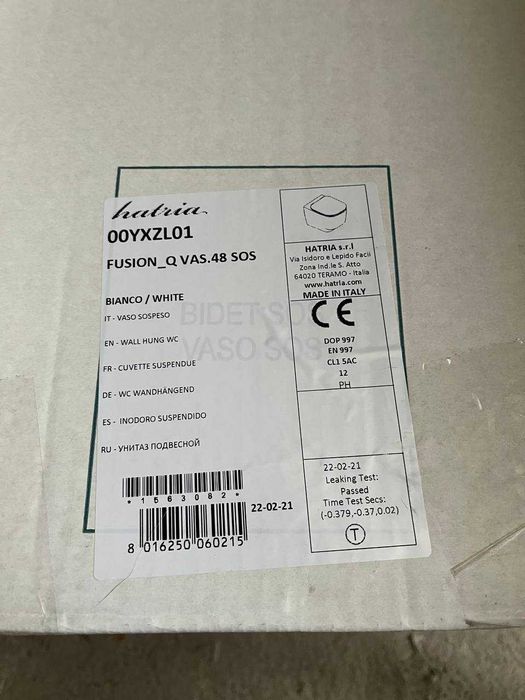 hatria
00YXZL01
FUSION_Q VAS.48 SOS
BIANCO / WHITE
IT - VASO SOSPESO
EN - WALL HUNG WC
FR - CUVETTE SUSPENDUE
DE - WC WANDHÄNGEND
ES - INODORO SUSPENDIDO
RU - УНИТАЗ ПОДВЕСНОЙ
BIDET SOS
VASO SOS
*1563082*
22-02-21
8 016250 060215
HATRIA s.r.l
Via Isidoro e Lepido Facii
Zona Ind.le S. Atto
64020 TERAMO - Italia
www.hatria.com
MADE IN ITALY
CE
DOP 997
EN 997
CL1 5AC
12
PH
22-02-21
Leaking Test:
Passed
Time Test Secs:
(-0.379,-0.37,0.02)
T